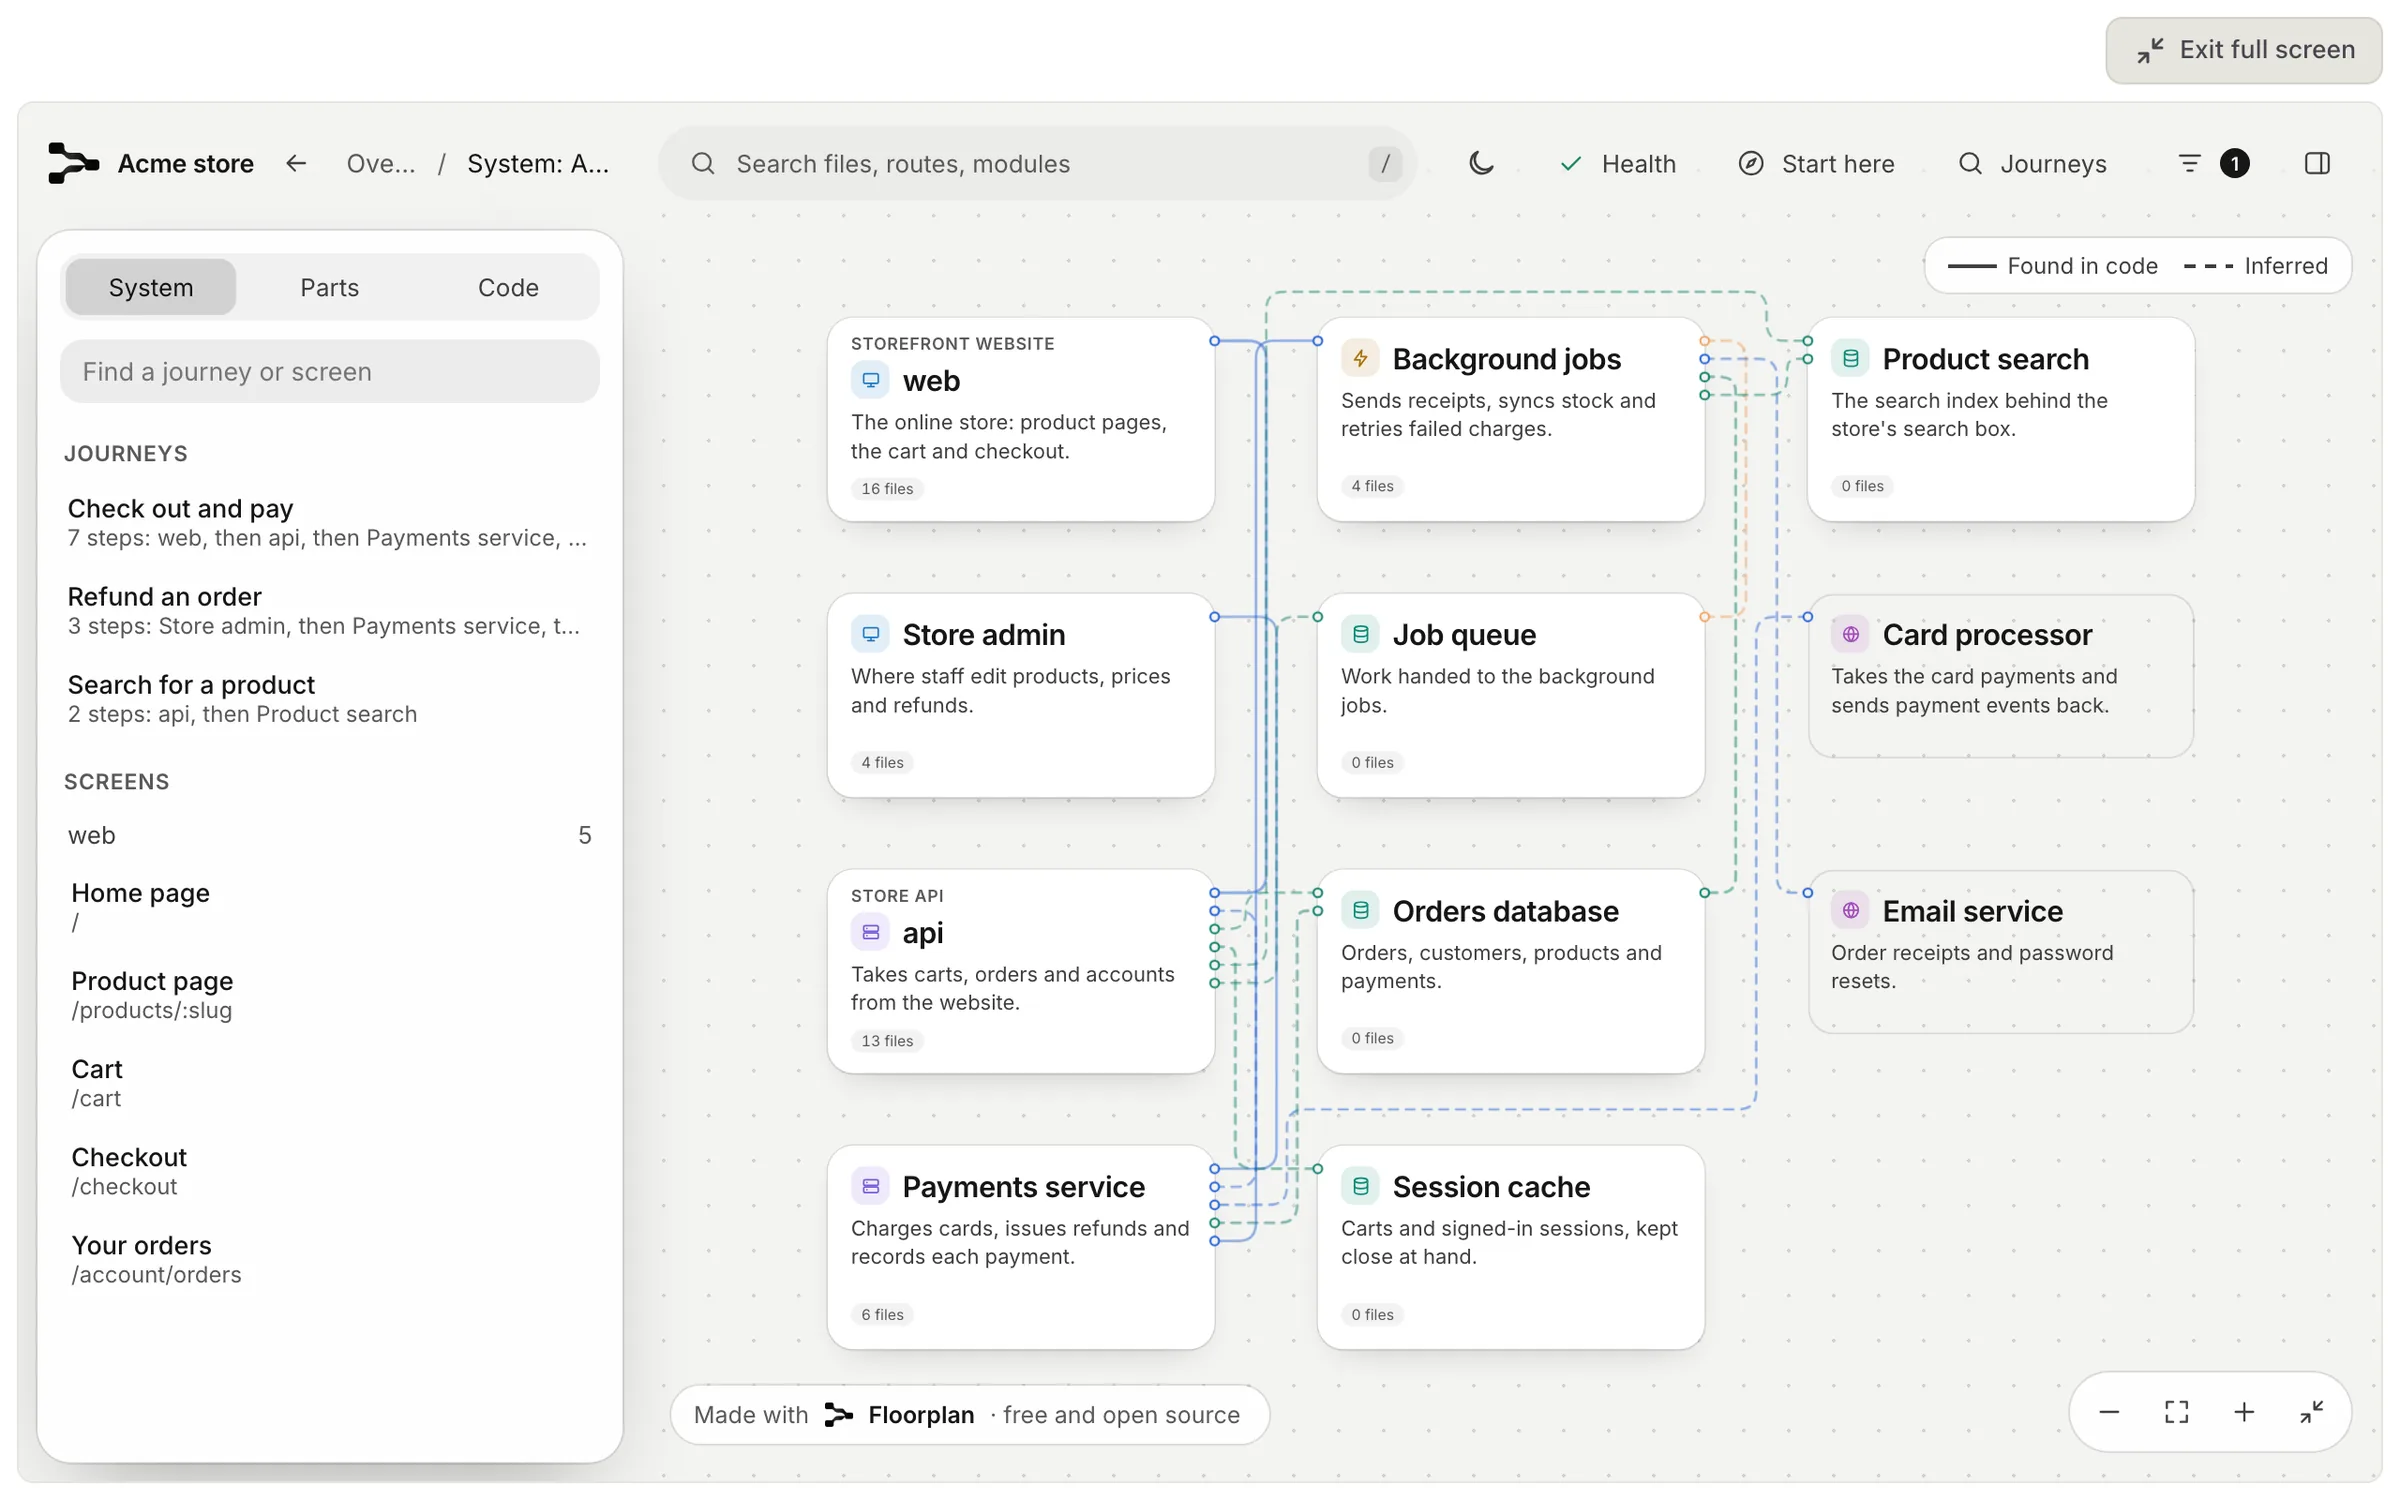 Exit full screen
Acme store
Ove... / System: A...
Search files, routes, modules
/
Health
Start here
Journeys
1
System
Parts
Code
Find a journey or screen
JOURNEYS
Check out and pay
7 steps: web, then api, then Payments service, ...
Refund an order
3 steps: Store admin, then Payments service, t...
Search for a product
2 steps: api, then Product search
SCREENS
web 5
Home page
/
Product page
/products/:slug
Cart
/cart
Checkout
/checkout
Your orders
/account/orders
Found in code
Inferred
STOREFRONT WEBSITE
web
The online store: product pages,
the cart and checkout.
16 files
Background jobs
Sends receipts, syncs stock and
retries failed charges.
4 files
Product search
The search index behind the
store's search box.
0 files
Store admin
Where staff edit products, prices
and refunds.
4 files
Job queue
Work handed to the background
jobs.
0 files
Card processor
Takes the card payments and
sends payment events back.
STORE API
api
Takes carts, orders and accounts
from the website.
13 files
Orders database
Orders, customers, products and
payments.
0 files
Email service
Order receipts and password
resets.
Payments service
Charges cards, issues refunds and
records each payment.
6 files
Session cache
Carts and signed-in sessions, kept
close at hand.
0 files
Made with Floorplan · free and open source